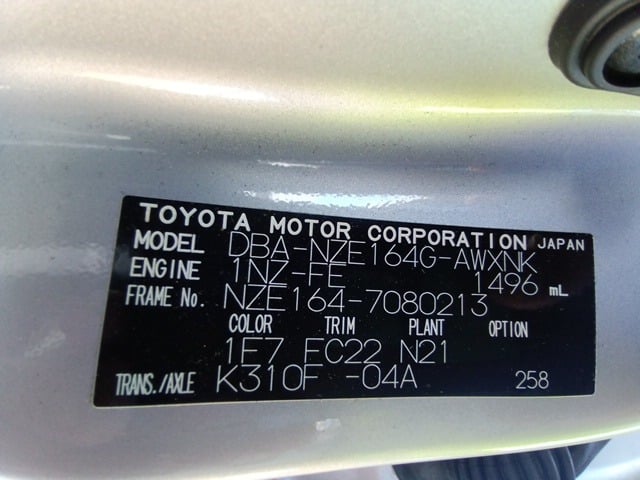 TOYOTA MOTOR CORPORATION JAPAN
MODEL DBA-NZE164G-AWXNK
ENGINE 1NZ-FE 1496 mL
FRAME No. NZE164-7080213
COLOR TRIM PLANT OPTION
1E7 FC22 N21
TRANS./AXLE K310F -04A 258